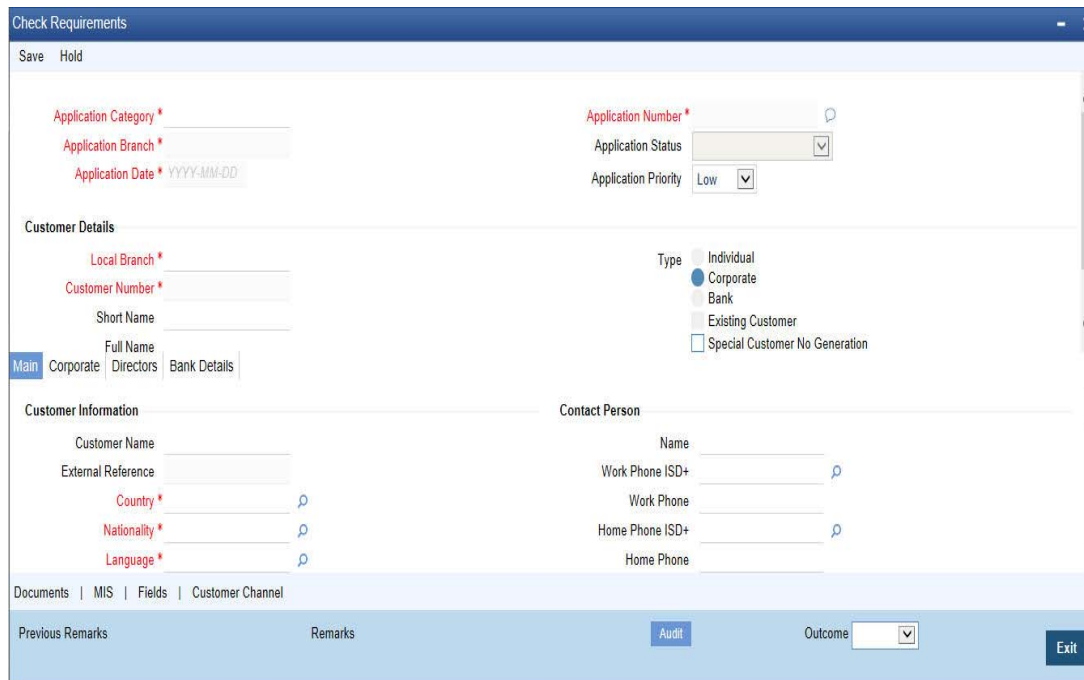 Check Requirements
Save Hold
Application Category *
Application Branch *
Application Date * YYYY-MM-DD
Application Number *
Application Status
Application Priority Low
Customer Details
Local Branch *
Customer Number *
Short Name
Full Name
Type Individual
Corporate
Bank
Existing Customer
Special Customer No Generation
Main Corporate Directors Bank Details
Customer Information
Customer Name
External Reference
Country *
Nationality *
Language *
Contact Person
Name
Work Phone ISD+
Work Phone
Home Phone ISD+
Home Phone
Documents | MIS | Fields | Customer Channel
Previous Remarks Remarks Audit Outcome
Exit